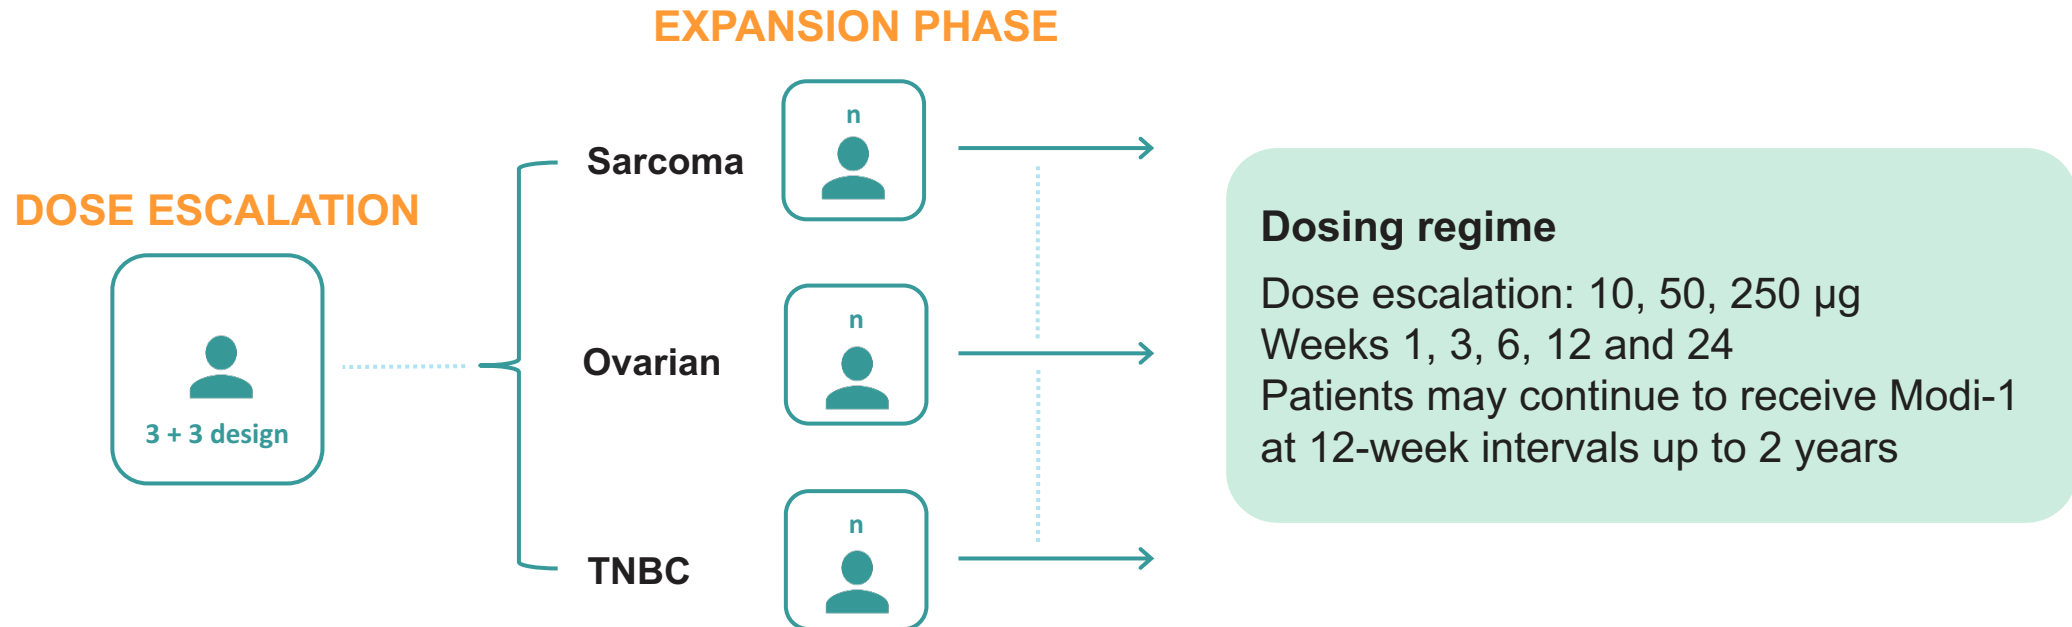 EXPANSION PHASE
DOSE ESCALATION
3 + 3 design
Sarcoma
n
Ovarian
n
TNBC
n
Dosing regime
Dose escalation: 10, 50, 250 µg
Weeks 1, 3, 6, 12 and 24
Patients may continue to receive Modi-1
at 12-week intervals up to 2 years